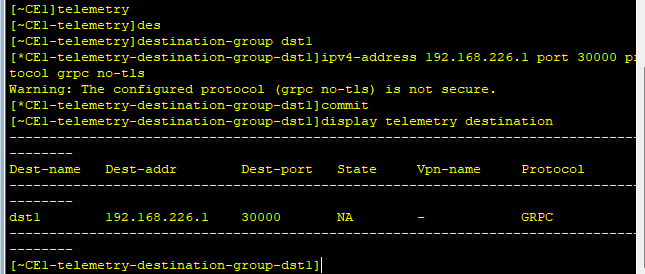 [~CE1]telemetry
[~CE1-telemetry]des
[~CE1-telemetry]destination-group dst1
[*CE1-telemetry-destination-group-dst1]ipv4-address 192.168.226.1 port 30000 pr
tocol grpc no-tls
Warning: The configured protocol (grpc no-tls) is not secure.
[*CE1-telemetry-destination-group-dst1]commit
[~CE1-telemetry-destination-group-dst1]display telemetry destination
-------------------------------------------------------------------------------
--------
Dest-name   Dest-addr        Dest-port   State     Vpn-name     Protocol
-------------------------------------------------------------------------------
--------
dst1        192.168.226.1    30000       NA        -            GRPC
-------------------------------------------------------------------------------
--------
[~CE1-telemetry-destination-group-dst1]